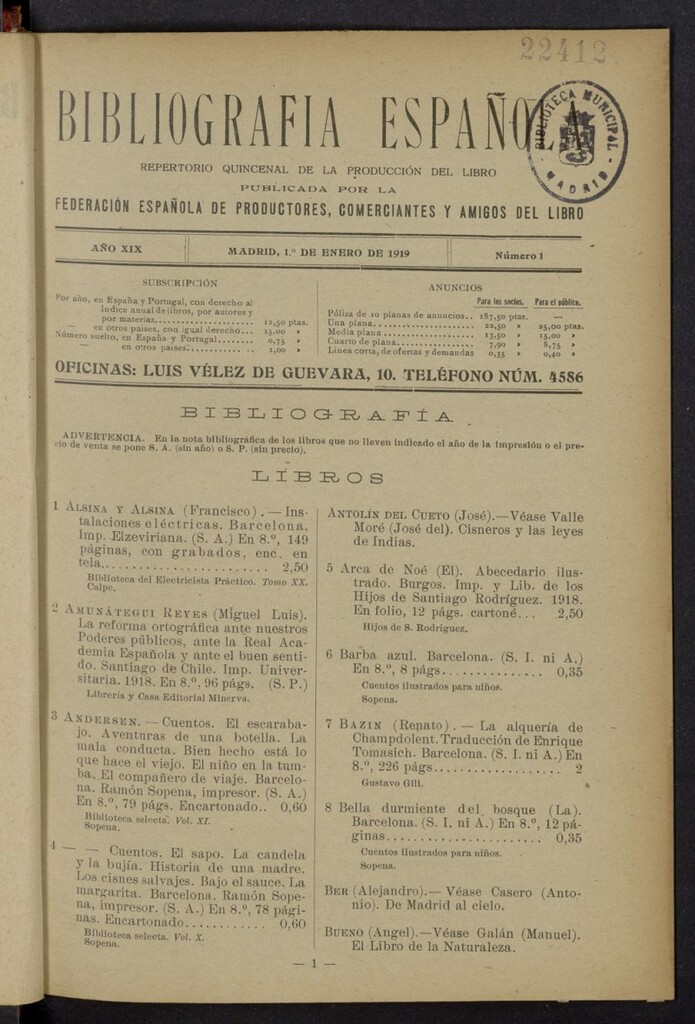 22412
BIBLIOGRAFIA ESPAÑOLA
BIBLIOTECA MUNICIPAL
MADRID
REPERTORIO QUINCENAL DE LA PRODUCCIÓN DEL LIBRO
PUBLICADA POR LA
FEDERACIÓN ESPAÑOLA DE PRODUCTORES, COMERCIANTES Y AMIGOS DEL LIBRO
AÑO XIX MADRID, 1.º DE ENERO DE 1919 Número 1
SUBSCRIPCIÓN
Por año, en España y Portugal, con derecho al
índice anual de libros, por autores y
por materias..................... 12,50 ptas.
— en otros países, con igual derecho... 15,00 »
Número suelto, en España y Portugal....... 0,75 »
— en otros países............ 1,00 »
ANUNCIOS
Para los socios. Para el público.
Póliza de 10 planas de anuncios.. 187,50 ptas. —
Una plana..................... 22,50 » 25,00 ptas.
Media plana................... 13,50 » 15,00 »
Cuarto de plana............... 7,90 » 8,75 »
Línea corta, de ofertas y demandas 0,35 » 0,40 »
OFICINAS: LUIS VÉLEZ DE GUEVARA, 10. TELÉFONO NÚM. 4586
BIBLIOGRAFÍA
ADVERTENCIA. En la nota bibliográfica de los libros que no lleven indicado el año de la impresión o el pre-
cio de venta se pone S. A. (sin año) o S. P. (sin precio).
LIBROS
1 ALSINA Y ALSINA (Francisco).—Ins-
talaciones eléctricas. Barcelona.
Imp. Elzeviriana. (S. A.) En 8.º, 149
páginas, con grabados, enc. en
tela........................ 2,50
Biblioteca del Electricista Práctico. Tomo XX.
Calpe.
2 AMUNÁTEGUI REYES (Miguel Luis).
La reforma ortográfica ante nuestros
Poderes públicos, ante la Real Aca-
demia Española y ante el buen senti-
do. Santiago de Chile. Imp. Univer-
sitaria. 1918. En 8.º, 96 págs. (S. P.)
Librería y Casa Editorial Minerva.
3 ANDERSEN.—Cuentos. El escaraba-
jo. Aventuras de una botella. La
mala conducta. Bien hecho está lo
que hace el viejo. El niño en la tum-
ba. El compañero de viaje. Barcelo-
na. Ramón Sopena, impresor. (S. A.)
En 8.º, 79 págs. Encartonado.. 0,60
Biblioteca selecta. Vol. XI.
Sopena.
4 — — Cuentos. El sapo. La candela
y la bujía. Historia de una madre.
Los cisnes salvajes. Bajo el sauce. La
margarita. Barcelona. Ramón Sope-
na, impresor. (S. A.) En 8.º, 78 pági-
nas. Encartonado............ 0,60
Biblioteca selecta. Vol. X.
Sopena.
ANTOLÍN DEL CUETO (José).—Véase Valle
Moré (José del). Cisneros y las leyes
de Indias.
5 Arca de Noé (El). Abecedario ilus-
trado. Burgos. Imp. y Lib. de los
Hijos de Santiago Rodríguez. 1918.
En folio, 12 págs. cartoné... 2,50
Hijos de S. Rodríguez.
6 Barba azul. Barcelona. (S. I. ni A.)
En 8.º, 8 págs............... 0,35
Cuentos ilustrados para niños.
Sopena.
7 BAZIN (Renato).— La alquería de
Champdolent. Traducción de Enrique
Tomasich. Barcelona. (S. I. ni A.) En
8.º, 226 págs................... 2
Gustavo Gili.
8 Bella durmiente del bosque (La).
Barcelona. (S. I. ni A.) En 8.º, 12 pá-
ginas....................... 0,35
Cuentos ilustrados para niños.
Sopena.
BER (Alejandro).— Véase Casero (Anto-
nio). De Madrid al cielo.
BUENO (Angel).—Véase Galán (Manuel).
El Libro de la Naturaleza.
— 1 —